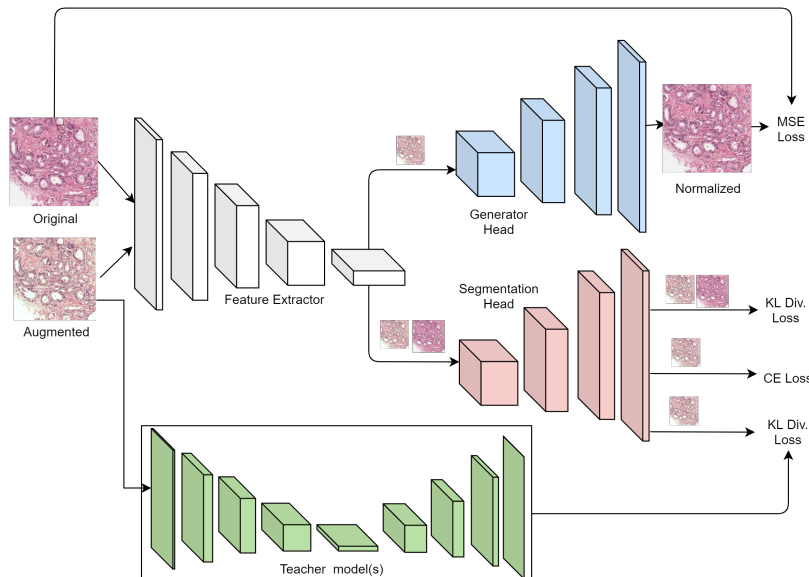 MSE
Loss
Original
Normalized
Generator
Head
Segmentation
Head
Feature Extractor
KL Div.
Loss
Augmented
CE Loss
KL Div.
Loss
Teacher model(s)